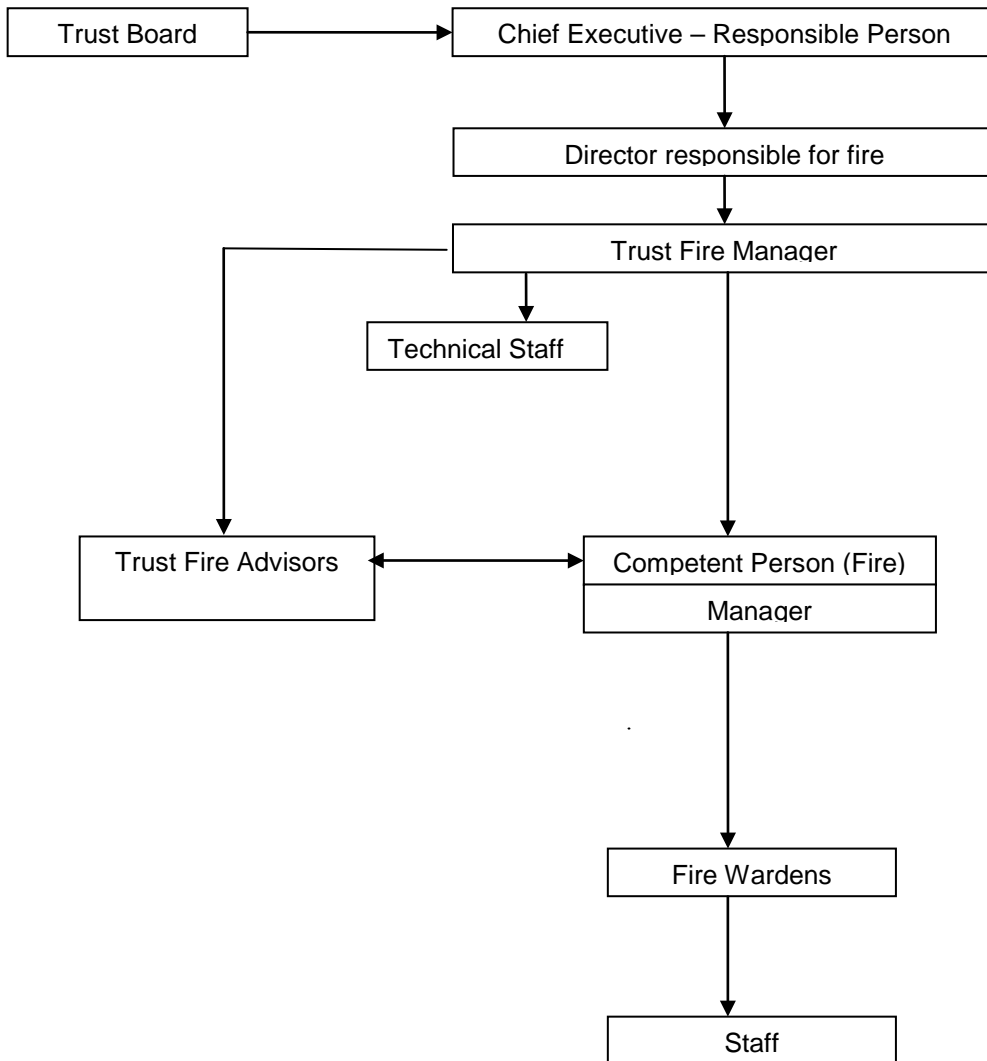 Trust Board
Chief Executive – Responsible Person
Director responsible for fire
Trust Fire Manager
Technical Staff
Trust Fire Advisors
Competent Person (Fire)
Manager
.
Fire Wardens
Staff